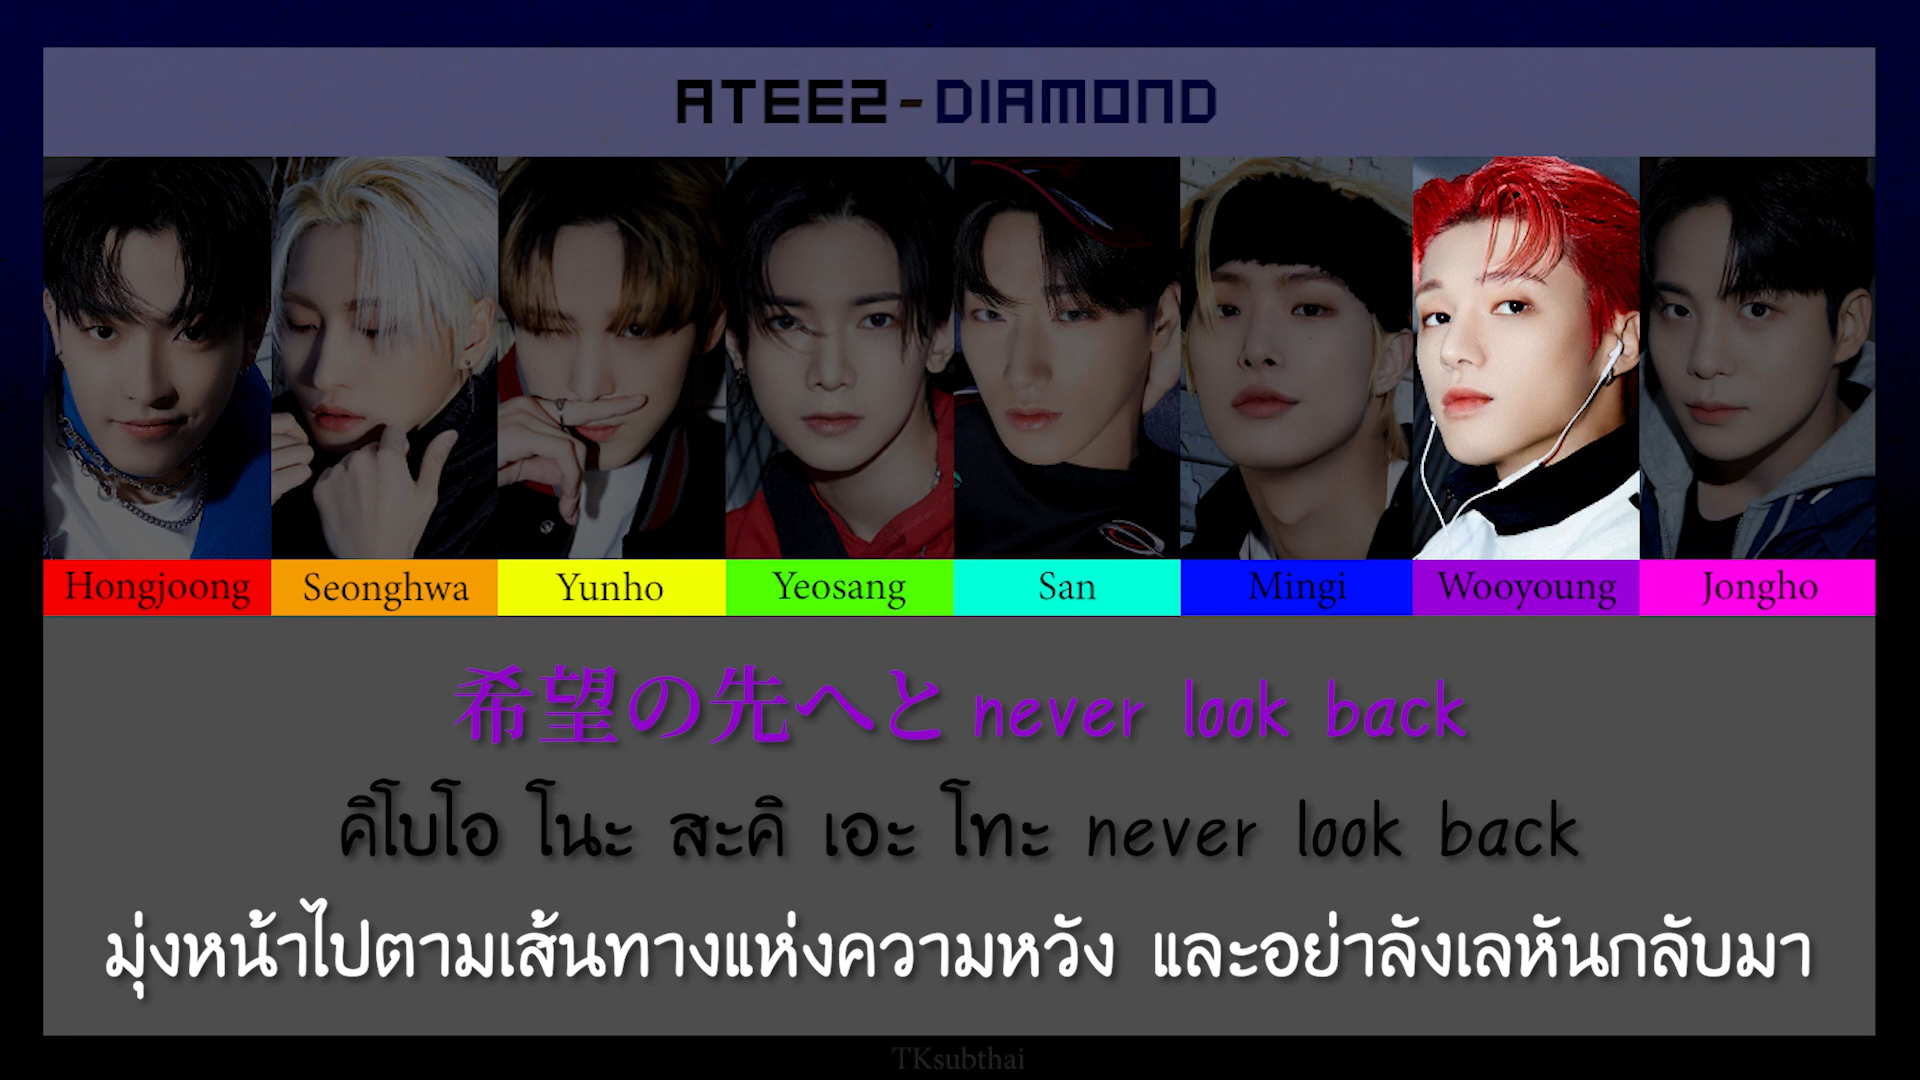 ATEEZ-DIAMOND
Hongjoong Seonghwa Yunho Yeosang San Mingi Wooyoung Jongho
希望の先へと never look back
คิโบโอ โนะ สะคิ เอะ โทะ never look back
มุ่งหน้าไปตามเส้นทางแห่งความหวัง และอย่าลังเลหันกลับมา
TKsubthai